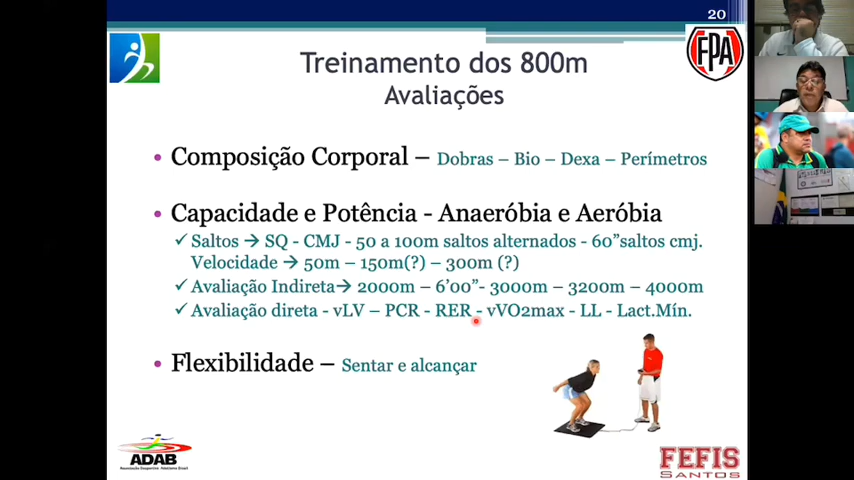 20
FPA
Treinamento dos 800m
Avaliações
• Composição Corporal – Dobras – Bio – Dexa – Perímetros
• Capacidade e Potência - Anaeróbia e Aeróbia
✓Saltos → SQ - CMJ - 50 a 100m saltos alternados - 60”saltos cmj.
Velocidade → 50m – 150m(?) – 300m (?)
✓Avaliação Indireta→ 2000m – 6’00”- 3000m – 3200m – 4000m
✓Avaliação direta - vLV – PCR - RER - vVO2max - LL - Lact.Mín.
• Flexibilidade – Sentar e alcançar
ADAB
FEFIS
SANTOS